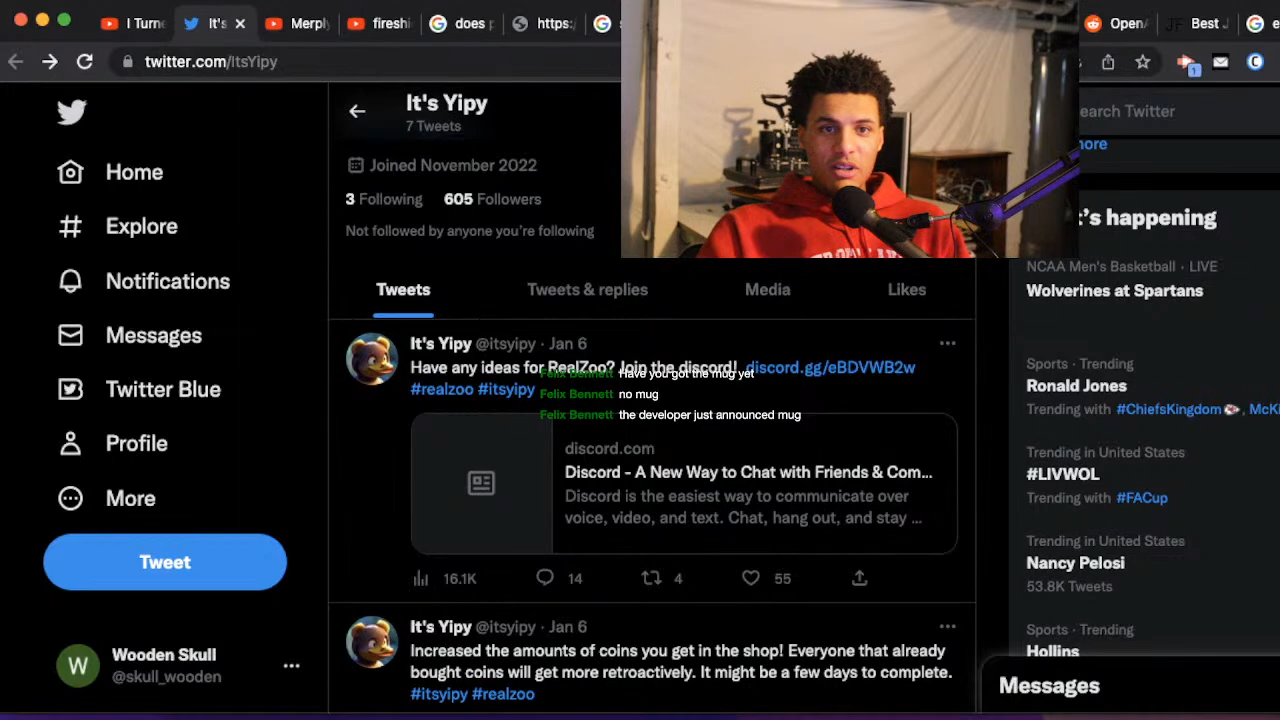 I Turn
It's
Merply
fireshi
does p
https:/
OpenA
Best J
twitter.com/ItsYipy
1
Home
Explore
Notifications
Messages
Twitter Blue
Profile
More
Tweet
W
Wooden Skull
@skull_wooden
It's Yipy
7 Tweets
Joined November 2022
3 Following 605 Followers
Not followed by anyone you're following
Tweets Tweets & replies Media Likes
It's Yipy @itsyipy · Jan 6
Have any ideas for RealZoo? Join the discord! discord.gg/eBDVWB2w
#realzoo #itsyipy
Felix Bennett Have you got the mug yet
Felix Bennett no mug
Felix Bennett the developer just announced mug
discord.com
Discord - A New Way to Chat with Friends & Com...
Discord is the easiest way to communicate over
voice, video, and text. Chat, hang out, and stay ...
16.1K 14 4 55
It's Yipy @itsyipy · Jan 6
Increased the amounts of coins you get in the shop! Everyone that already
bought coins will get more retroactively. It might be a few days to complete.
#itsyipy #realzoo
earch Twitter
more
t's happening
NCAA Men's Basketball · LIVE
Wolverines at Spartans
Sports · Trending
Ronald Jones
Trending with #ChiefsKingdom, McKi
Trending in United States
#LIVWOL
Trending with #FACup
Trending in United States
Nancy Pelosi
53.8K Tweets
Sports · Trending
Hollins
Messages